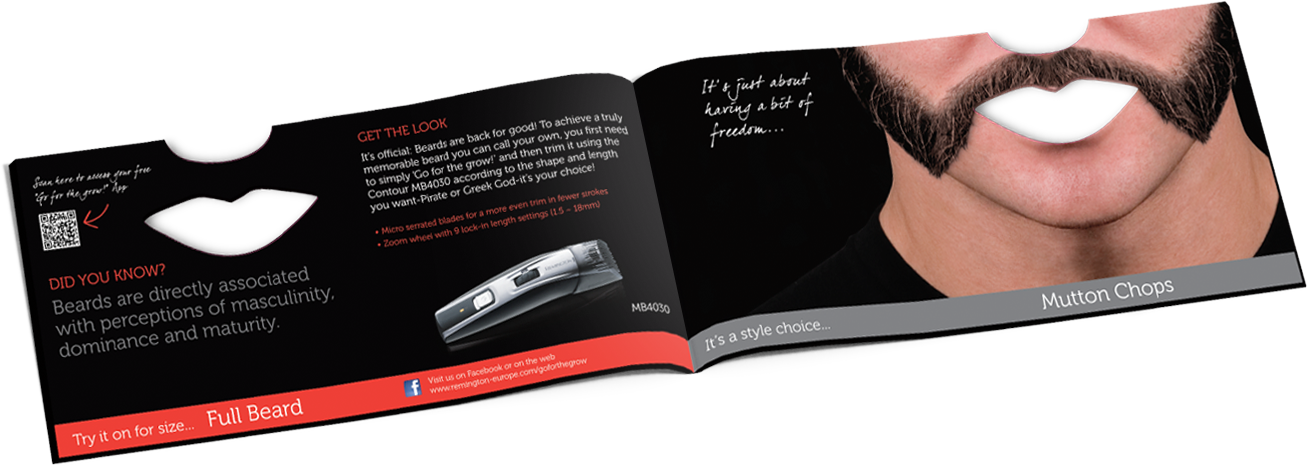 Scan here to access your free
"Go for the grow!" App
DID YOU KNOW?
Beards are directly associated
with perceptions of masculinity,
dominance and maturity.
GET THE LOOK
It's official: Beards are back for good! To achieve a truly
memorable beard you can call your own, you first need
to simply 'Go for the grow!' and then trim it using the
Contour MB4030 according to the shape and length
you want-Pirate or Greek God-it's your choice!
• Micro serrated blades for a more even trim in fewer strokes
• Zoom wheel with 9 lock-in length settings (1.5 – 18mm)
REMINGTON
MB4030
f
Visit us on Facebook or on the web
www.remington-europe.com/goforthegrow
Try it on for size... Full Beard
It's just about
having a bit of
freedom...
It's a style choice... Mutton Chops